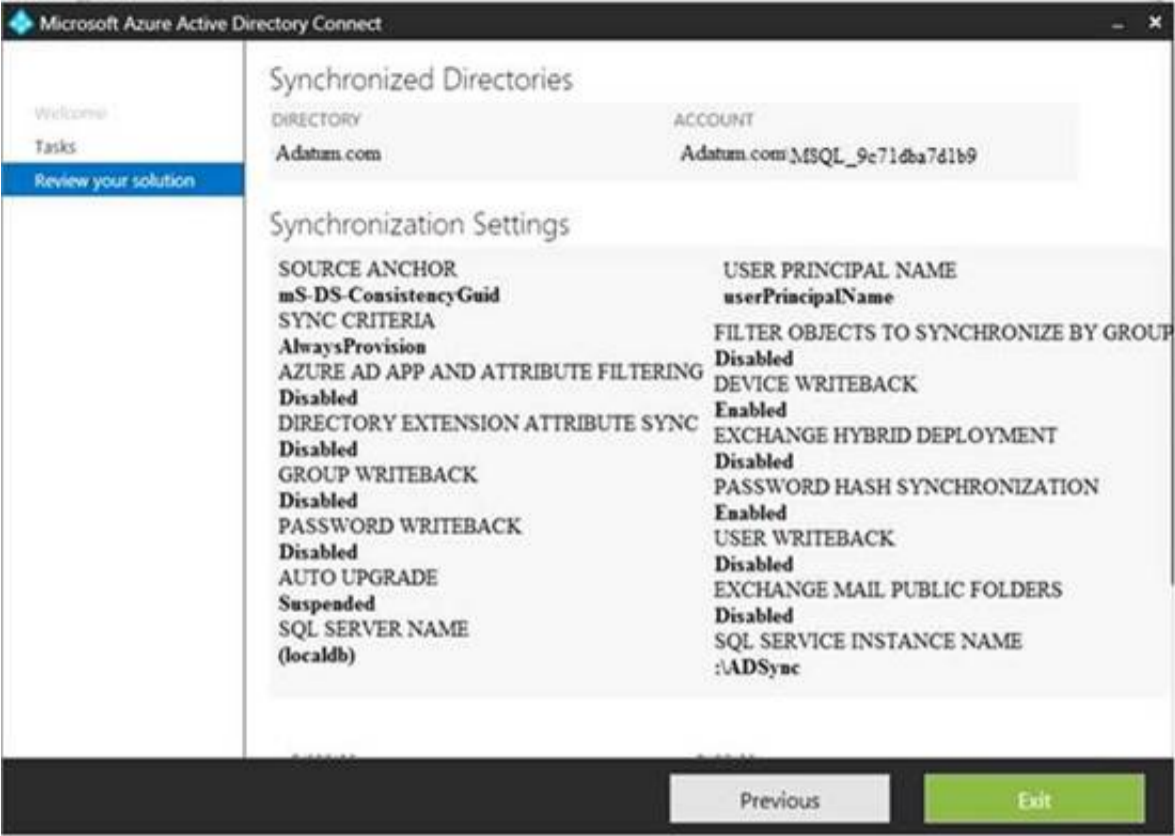 Microsoft Azure Active Directory Connect
Welcome
Tasks
Review your solution
Synchronized Directories
DIRECTORY
ACCOUNT
Adatum.com
Adatum.com\MSQL_9c71dba7d1b9
Synchronization Settings
SOURCE ANCHOR
mS-DS-ConsistencyGuid
SYNC CRITERIA
AlwaysProvision
AZURE AD APP AND ATTRIBUTE FILTERING
Disabled
DIRECTORY EXTENSION ATTRIBUTE SYNC
Disabled
GROUP WRITEBACK
Disabled
PASSWORD WRITEBACK
Disabled
AUTO UPGRADE
Suspended
SQL SERVER NAME
(localdb)
USER PRINCIPAL NAME
userPrincipalName
FILTER OBJECTS TO SYNCHRONIZE BY GROUP
Disabled
DEVICE WRITEBACK
Enabled
EXCHANGE HYBRID DEPLOYMENT
Disabled
PASSWORD HASH SYNCHRONIZATION
Enabled
USER WRITEBACK
Disabled
EXCHANGE MAIL PUBLIC FOLDERS
Disabled
SQL SERVICE INSTANCE NAME
:\ADSync
Previous
Exit